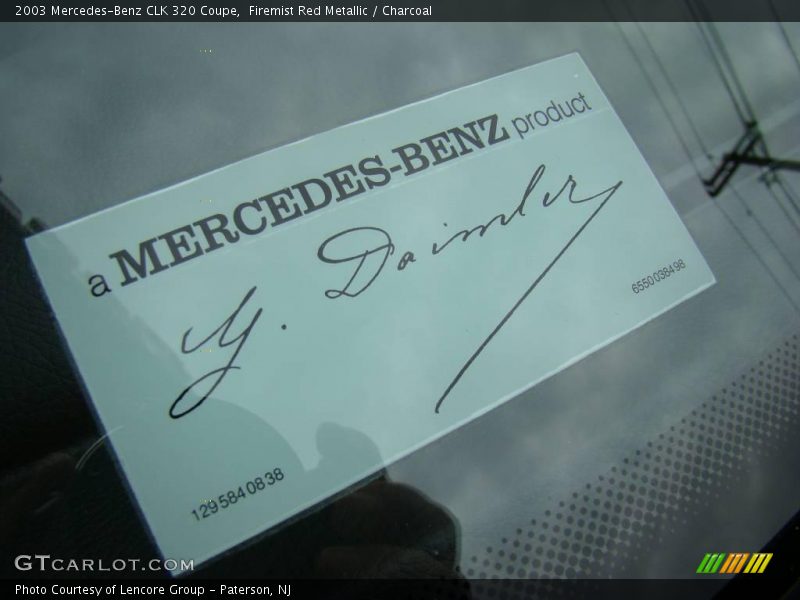 2003 Mercedes-Benz CLK 320 Coupe,  Firemist Red Metallic / Charcoal
a MERCEDES-BENZ product
G. Daimler
6550038498
129 584 08 38
GTCARLOT.COM
Photo Courtesy of Lencore Group - Paterson, NJ